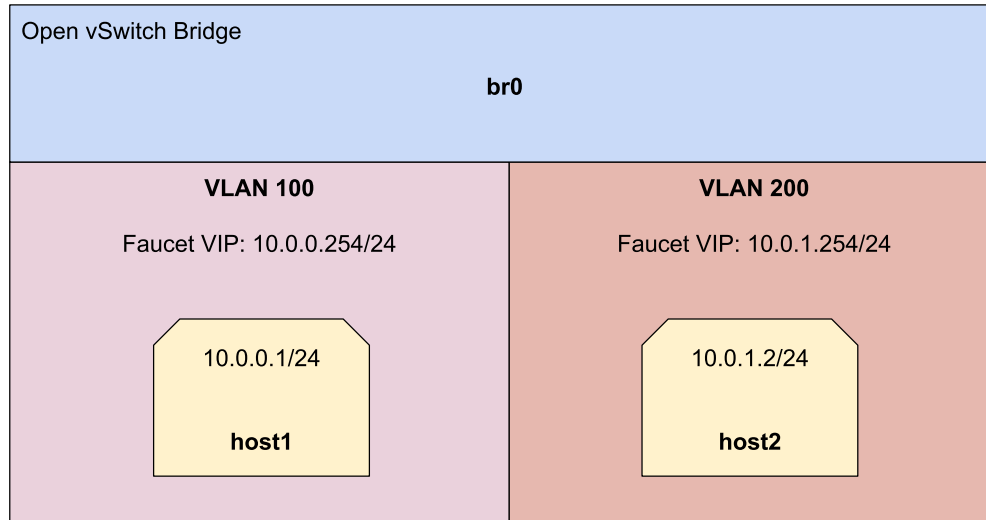 Open vSwitch Bridge
br0
VLAN 100
Faucet VIP: 10.0.0.254/24
10.0.0.1/24
host1
VLAN 200
Faucet VIP: 10.0.1.254/24
10.0.1.2/24
host2